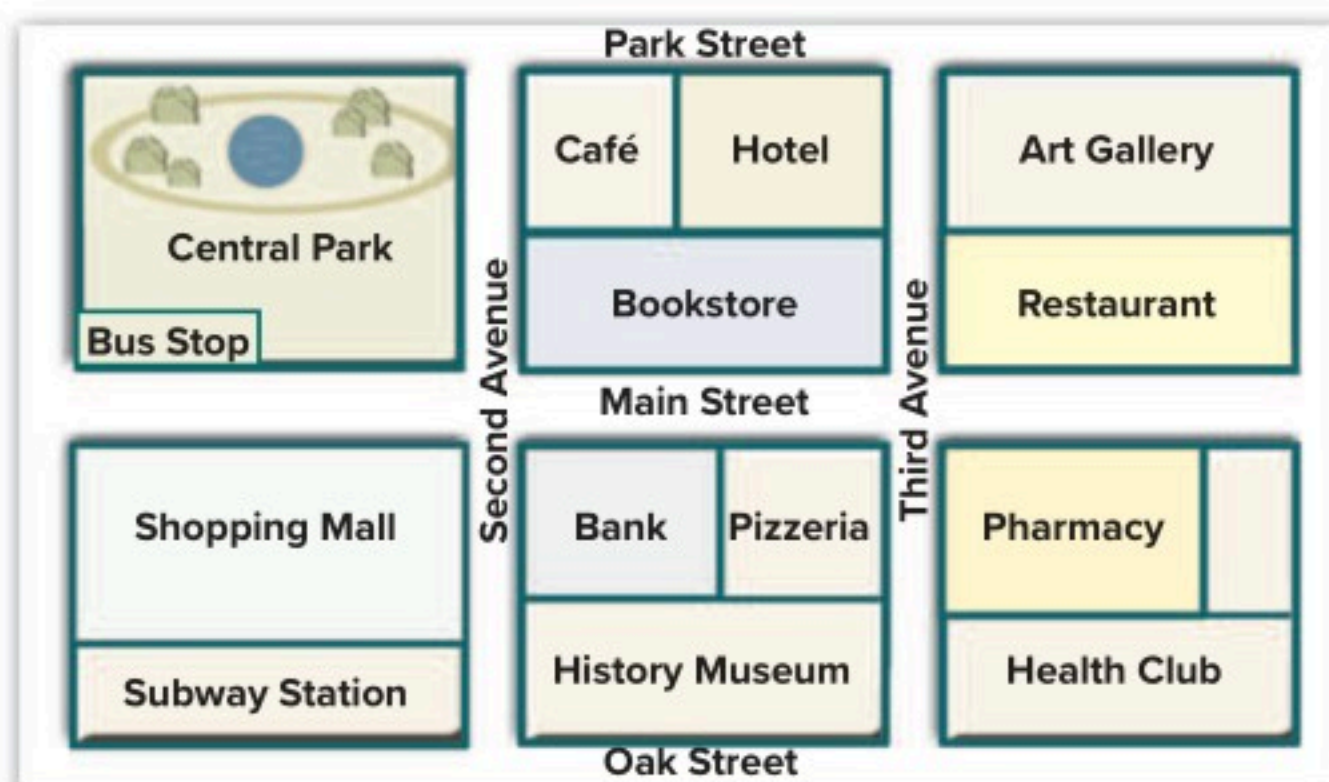 Park Street
Café
Hotel
Art Gallery
Central Park
Bookstore
Restaurant
Bus Stop
Second Avenue
Main Street
Third Avenue
Shopping Mall
Bank
Pizzeria
Pharmacy
Subway Station
History Museum
Health Club
Oak Street